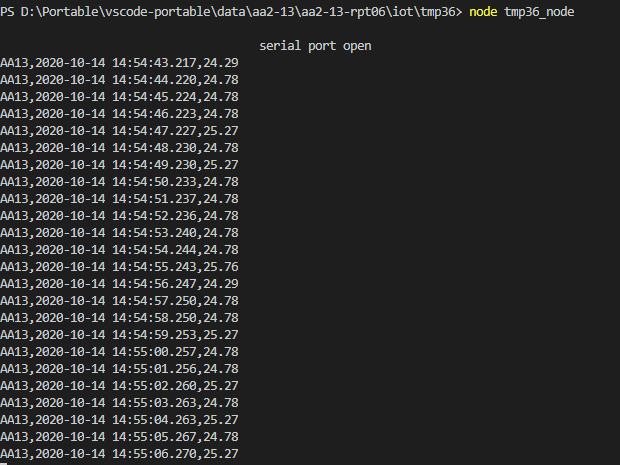 PS D:\Portable\vscode-portable\data\aa2-13\aa2-13-rpt06\iot\tmp36> node tmp36_node
serial port open
AA13,2020-10-14 14:54:43.217,24.29
AA13,2020-10-14 14:54:44.220,24.78
AA13,2020-10-14 14:54:45.224,24.78
AA13,2020-10-14 14:54:46.223,24.78
AA13,2020-10-14 14:54:47.227,25.27
AA13,2020-10-14 14:54:48.230,24.78
AA13,2020-10-14 14:54:49.230,25.27
AA13,2020-10-14 14:54:50.233,24.78
AA13,2020-10-14 14:54:51.237,24.78
AA13,2020-10-14 14:54:52.236,24.78
AA13,2020-10-14 14:54:53.240,24.78
AA13,2020-10-14 14:54:54.244,24.78
AA13,2020-10-14 14:54:55.243,25.76
AA13,2020-10-14 14:54:56.247,24.29
AA13,2020-10-14 14:54:57.250,24.78
AA13,2020-10-14 14:54:58.250,24.78
AA13,2020-10-14 14:54:59.253,25.27
AA13,2020-10-14 14:55:00.257,24.78
AA13,2020-10-14 14:55:01.256,24.78
AA13,2020-10-14 14:55:02.260,25.27
AA13,2020-10-14 14:55:03.263,24.78
AA13,2020-10-14 14:55:04.263,25.27
AA13,2020-10-14 14:55:05.267,24.78
AA13,2020-10-14 14:55:06.270,25.27